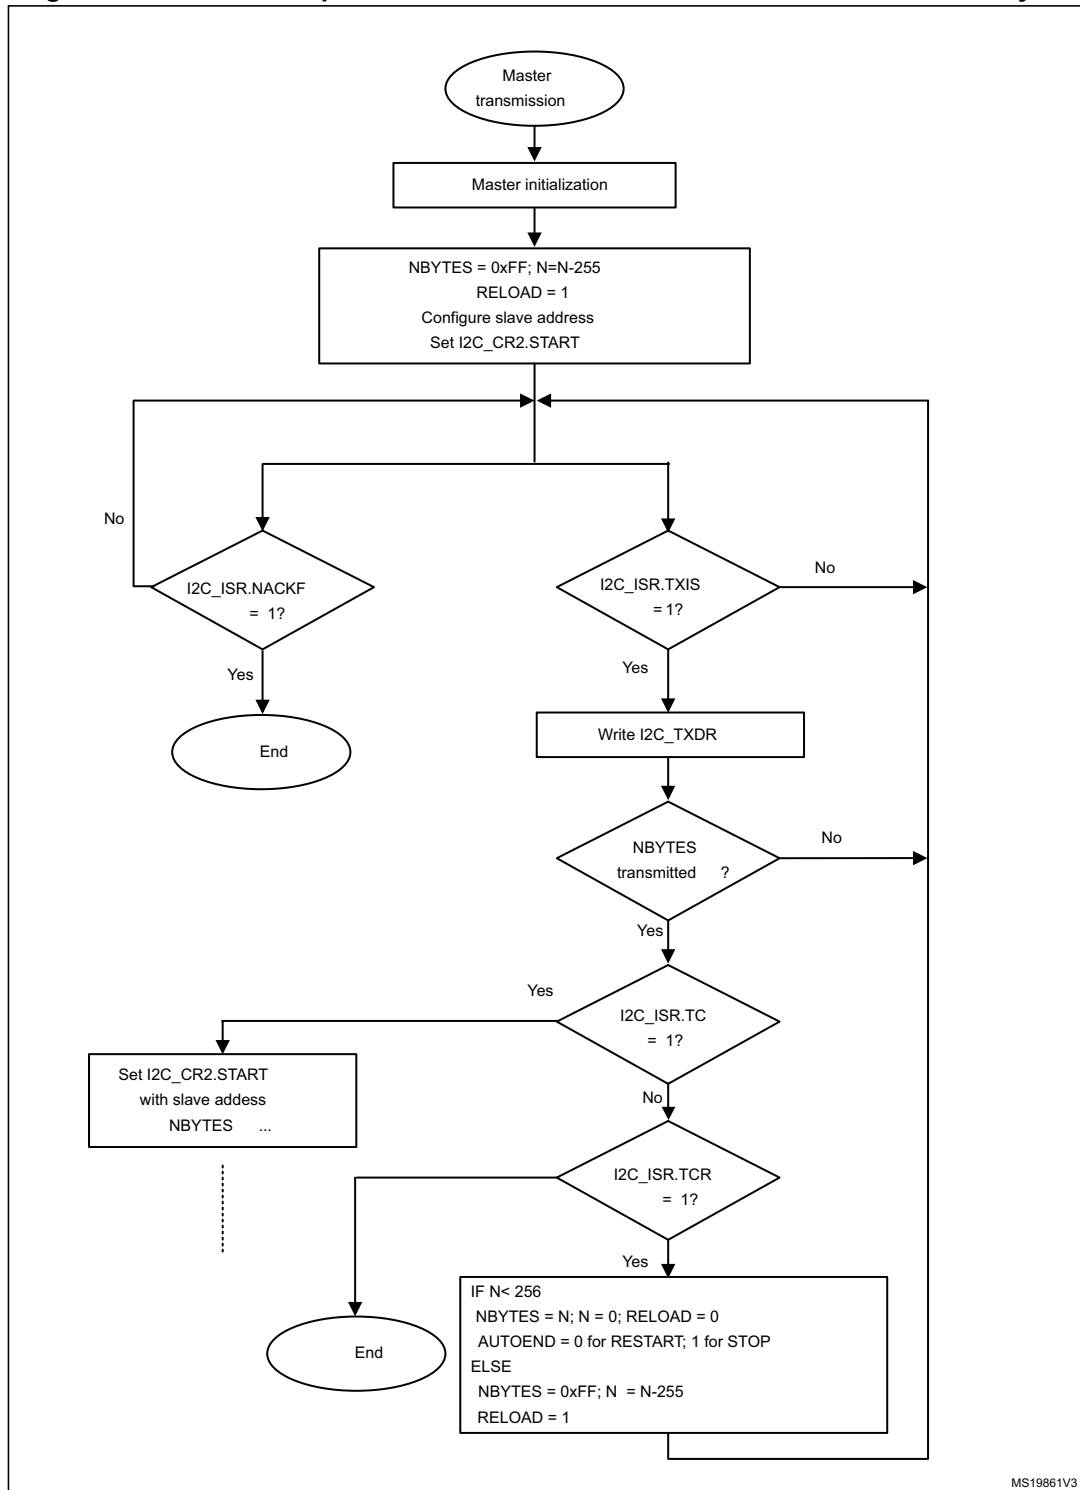 Master
transmission
Master initialization
NBYTES = 0xFF; N=N-255
RELOAD = 1
Configure slave address
Set I2C_CR2.START
No
I2C_ISR.NACKF
= 1?
I2C_ISR.TXIS
=1?
No
Yes
Yes
End
Write I2C_TXDR
NBYTES
transmitted ?
No
Yes
Yes
I2C_ISR.TC
= 1?
Set I2C_CR2.START
with slave addess
NBYTES ...
No
I2C_ISR.TCR
= 1?
Yes
End
IF N< 256
NBYTES = N; N = 0; RELOAD = 0
AUTOEND = 0 for RESTART; 1 for STOP
ELSE
NBYTES = 0xFF; N = N-255
RELOAD = 1
MS19861V3